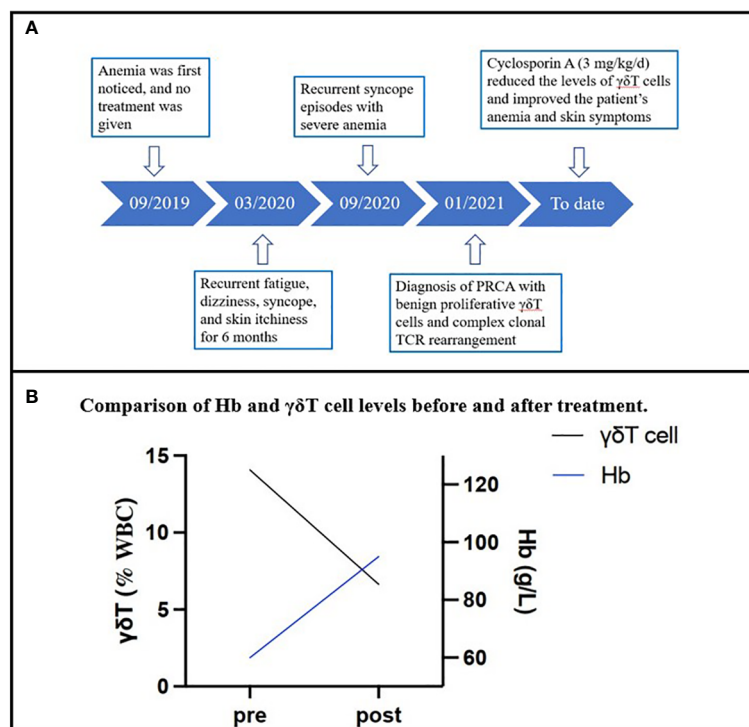 A
Anemia was first
noticed, and no
treatment was
given
Recurrent syncope
episodes with
severe anemia
Cyclosporin A (3 mg/kg/d)
reduced the levels of γδT cells
and improved the patient's
anemia and skin symptoms
09/2019
03/2020
09/2020
01/2021
To date
Recurrent fatigue,
dizziness, syncope,
and skin itchiness
for 6 months
Diagnosis of PRCA with
benign proliferative γδT
cells and complex clonal
TCR rearrangement
B
Comparison of Hb and γδT cell levels before and after treatment.
γδT cell
Hb
15
10
5
0
γδT (% WBC)
120
100
80
60
Hb (g/L)
pre
post